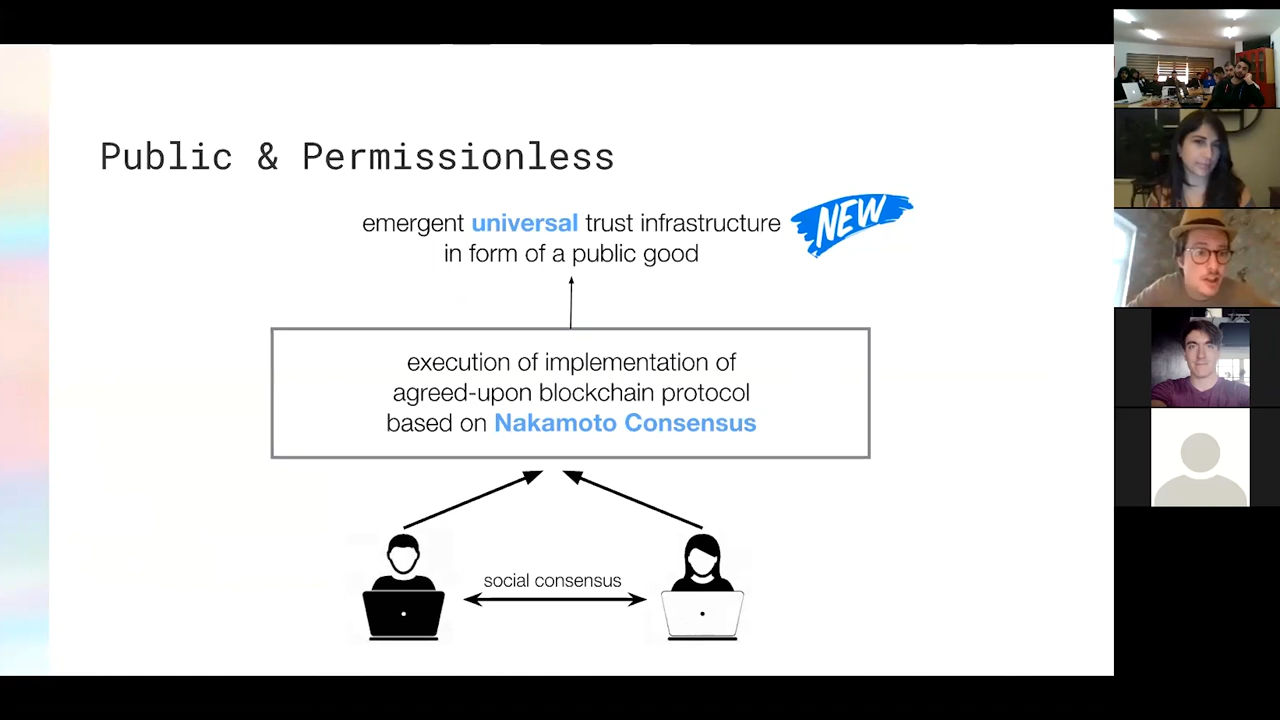 Public & Permissionless
emergent universal trust infrastructure
in form of a public good
NEW
execution of implementation of
agreed-upon blockchain protocol
based on Nakamoto Consensus
social consensus